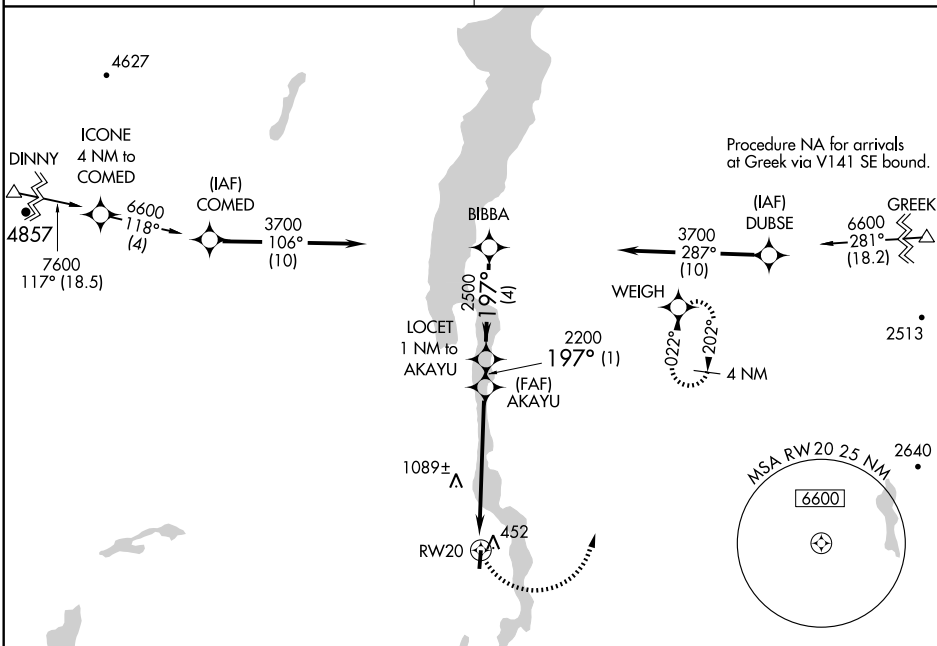 4627
ICONE
4 NM to
COMED
DINNY
4857
7600
117° (18.5)
6600
118°
(4)
(IAF)
COMED
3700
106°
(10)
BIBBA
2500
197°
(4)
LOCET
1 NM to
AKAYU
2200
197° (1)
(FAF)
AKAYU
1089±
452
RW20
Procedure NA for arrivals
at Greek via V141 SE bound.
(IAF)
DUBSE
3700
287°
(10)
GREEK
6600
281°
(18.2)
WEIGH
022°
202°
4 NM
2513
2640
MSA RW20 25 NM
6600